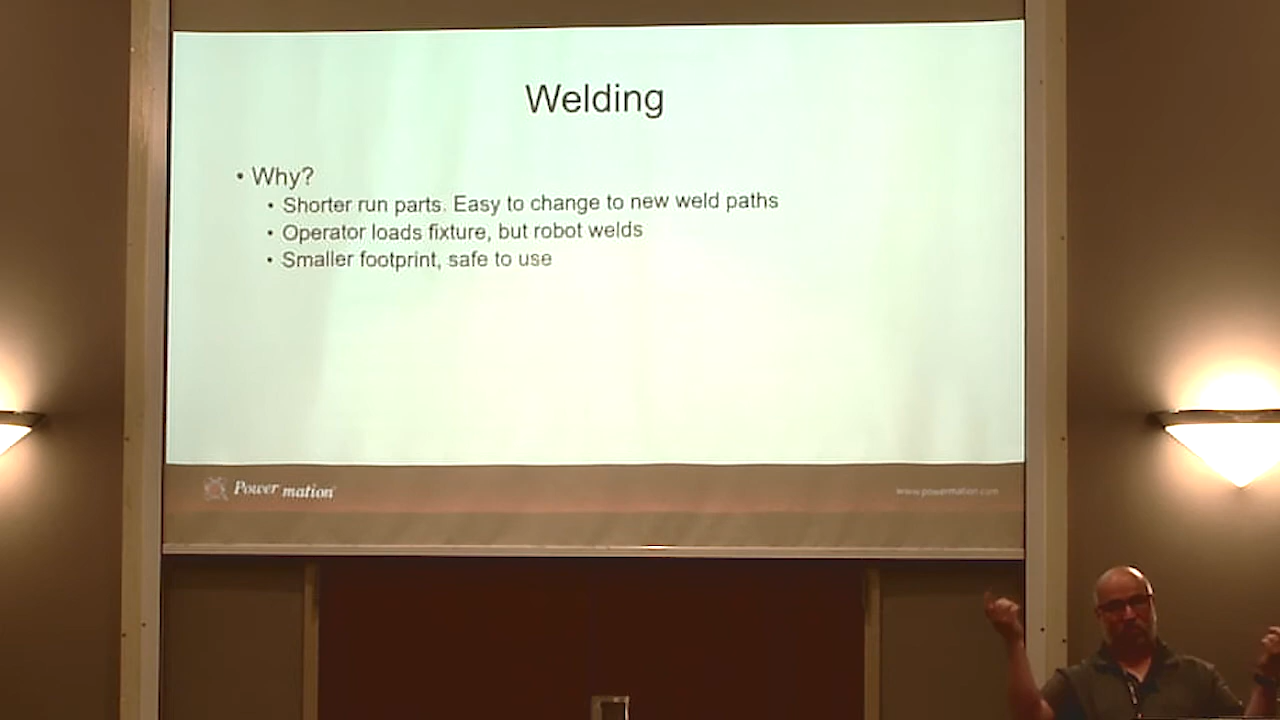 Welding
• Why?
• Shorter run parts. Easy to change to new weld paths
• Operator loads fixture, but robot welds
• Smaller footprint, safe to use
Power mation
www.powermation.com